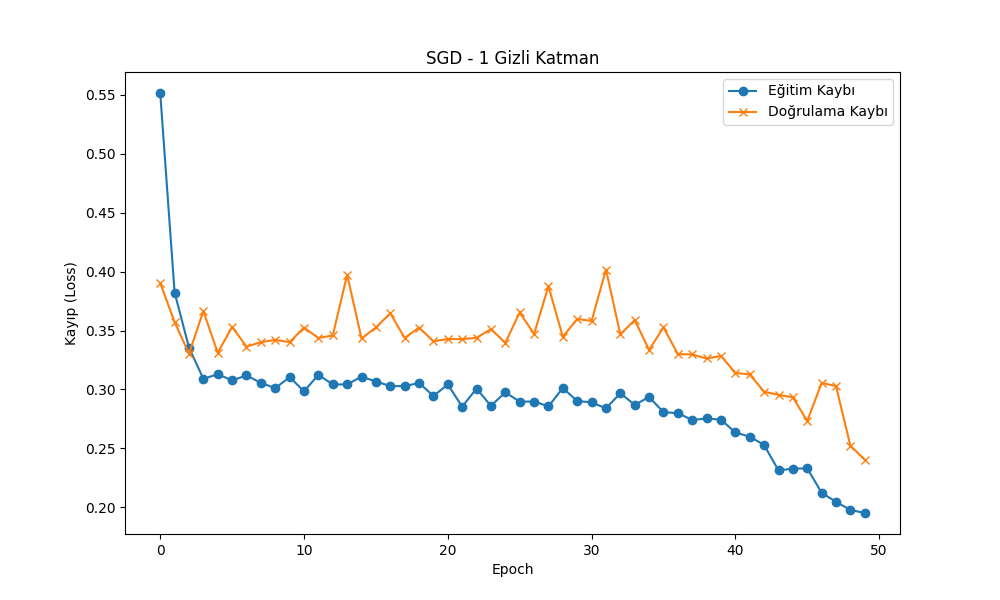 SGD - 1 Gizli Katman
Eğitim Kaybı
Doğrulama Kaybı
Kayıp (Loss)
0.55
0.50
0.45
0.40
0.35
0.30
0.25
0.20
0 10 20 30 40 50
Epoch